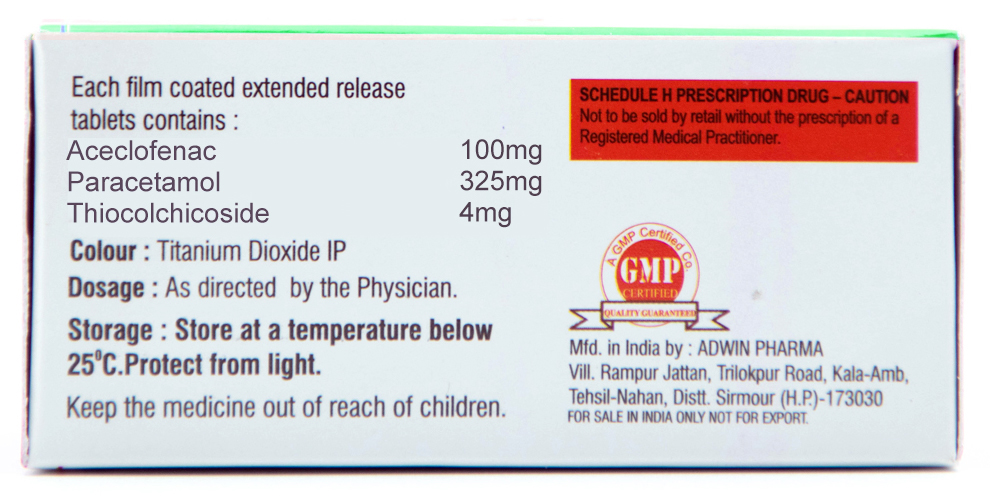 Each film coated extended release
tablets contains :
Aceclofenac 100mg
Paracetamol 325mg
Thiocolchicoside 4mg
Colour : Titanium Dioxide IP
Dosage : As directed by the Physician.
Storage : Store at a temperature below
25⁰C.Protect from light.
Keep the medicine out of reach of children.
SCHEDULE H PRESCRIPTION DRUG – CAUTION
Not to be sold by retail without the prescription of a
Registered Medical Practitioner.
A GMP Certified Co.
GMP
CERTIFIED
QUALITY GUARANTEED
Mfd. in India by : ADWIN PHARMA
Vill. Rampur Jattan, Trilokpur Road, Kala-Amb,
Tehsil-Nahan, Distt. Sirmour (H.P.)-173030
FOR SALE IN INDIA ONLY NOT FOR EXPORT.